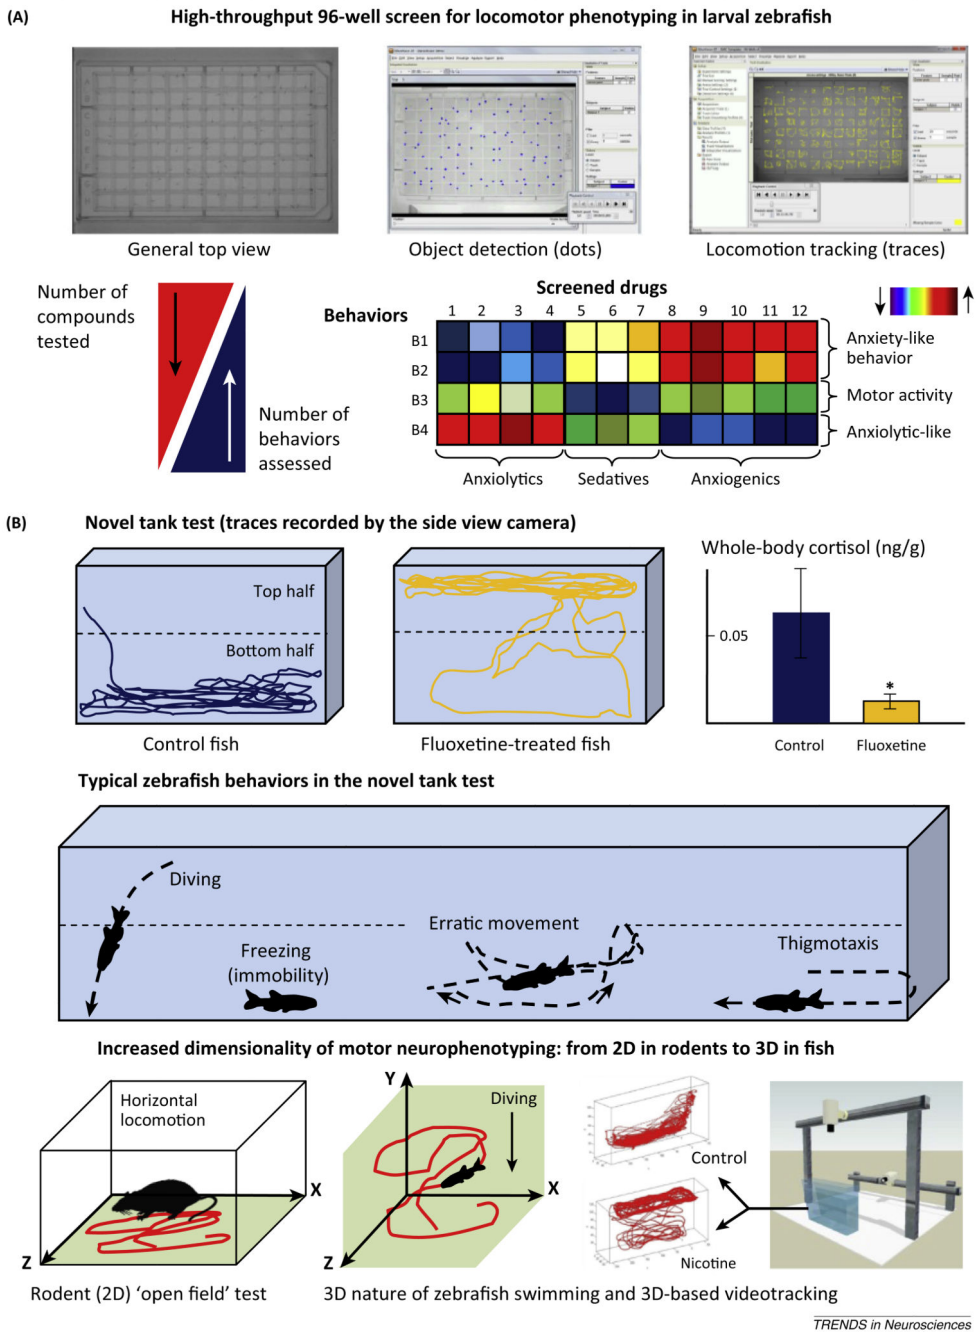 (A)
High-throughput 96-well screen for locomotor phenotyping in larval zebrafish
General top view
Object detection (dots)
Locomotion tracking (traces)
Number of
compounds
tested
Number of
behaviors
assessed
Screened drugs
Behaviors
1 2 3 4 5 6 7 8 9 10 11 12
B1
B2
B3
B4
Anxiety-like
behavior
Motor activity
Anxiolytic-like
Anxiolytics
Sedatives
Anxiogenics
(B)
Novel tank test (traces recorded by the side view camera)
Top half
Bottom half
Control fish
Fluoxetine-treated fish
Whole-body cortisol (ng/g)
0.05
*
Control
Fluoxetine
Typical zebrafish behaviors in the novel tank test
Diving
Freezing
(immobility)
Erratic movement
Thigmotaxis
Increased dimensionality of motor neurophenotyping: from 2D in rodents to 3D in fish
Horizontal
locomotion
X
Z
Rodent (2D) ‘open field’ test
Y
Diving
X
Z
Control
Nicotine
3D nature of zebrafish swimming and 3D-based videotracking
TRENDS in Neurosciences